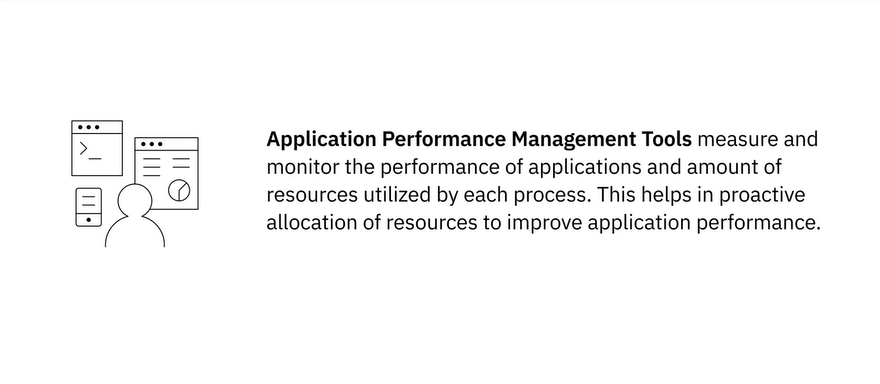 Application Performance Management Tools measure and
monitor the performance of applications and amount of
resources utilized by each process. This helps in proactive
allocation of resources to improve application performance.